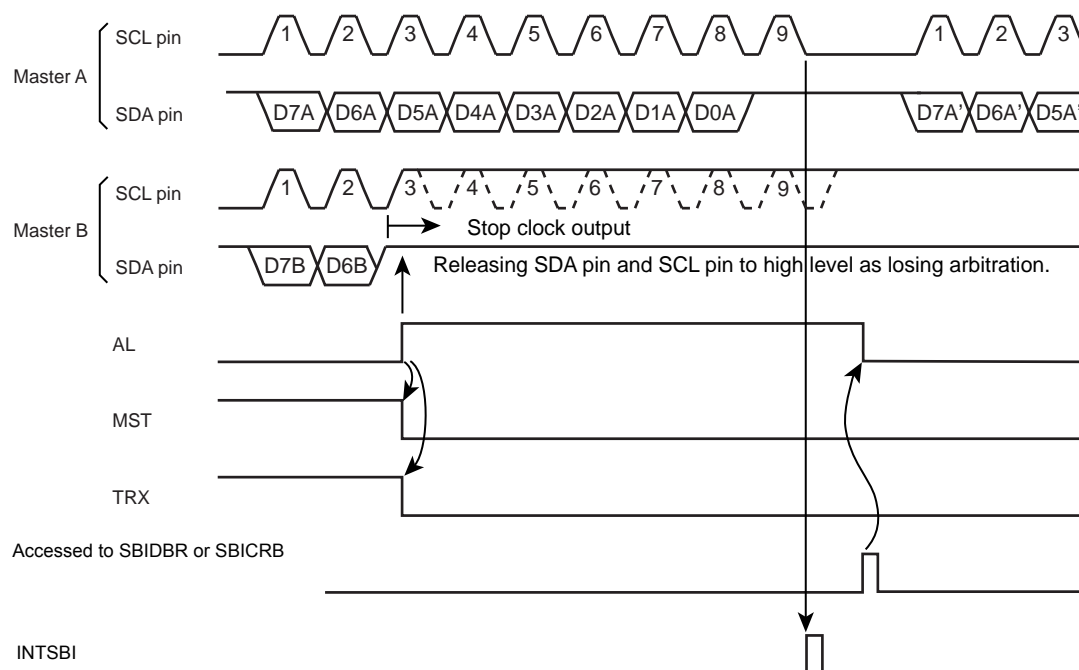 SCL pin 1 2 3 4 5 6 7 8 9 1 2 3
Master A
SDA pin D7A D6A D5A D4A D3A D2A D1A D0A D7A' D6A' D5A'
SCL pin 1 2 3 4 5 6 7 8 9
Master B
Stop clock output
SDA pin D7B D6B Releasing SDA pin and SCL pin to high level as losing arbitration.
AL
MST
TRX
Accessed to SBIDBR or SBICRB
INTSBI